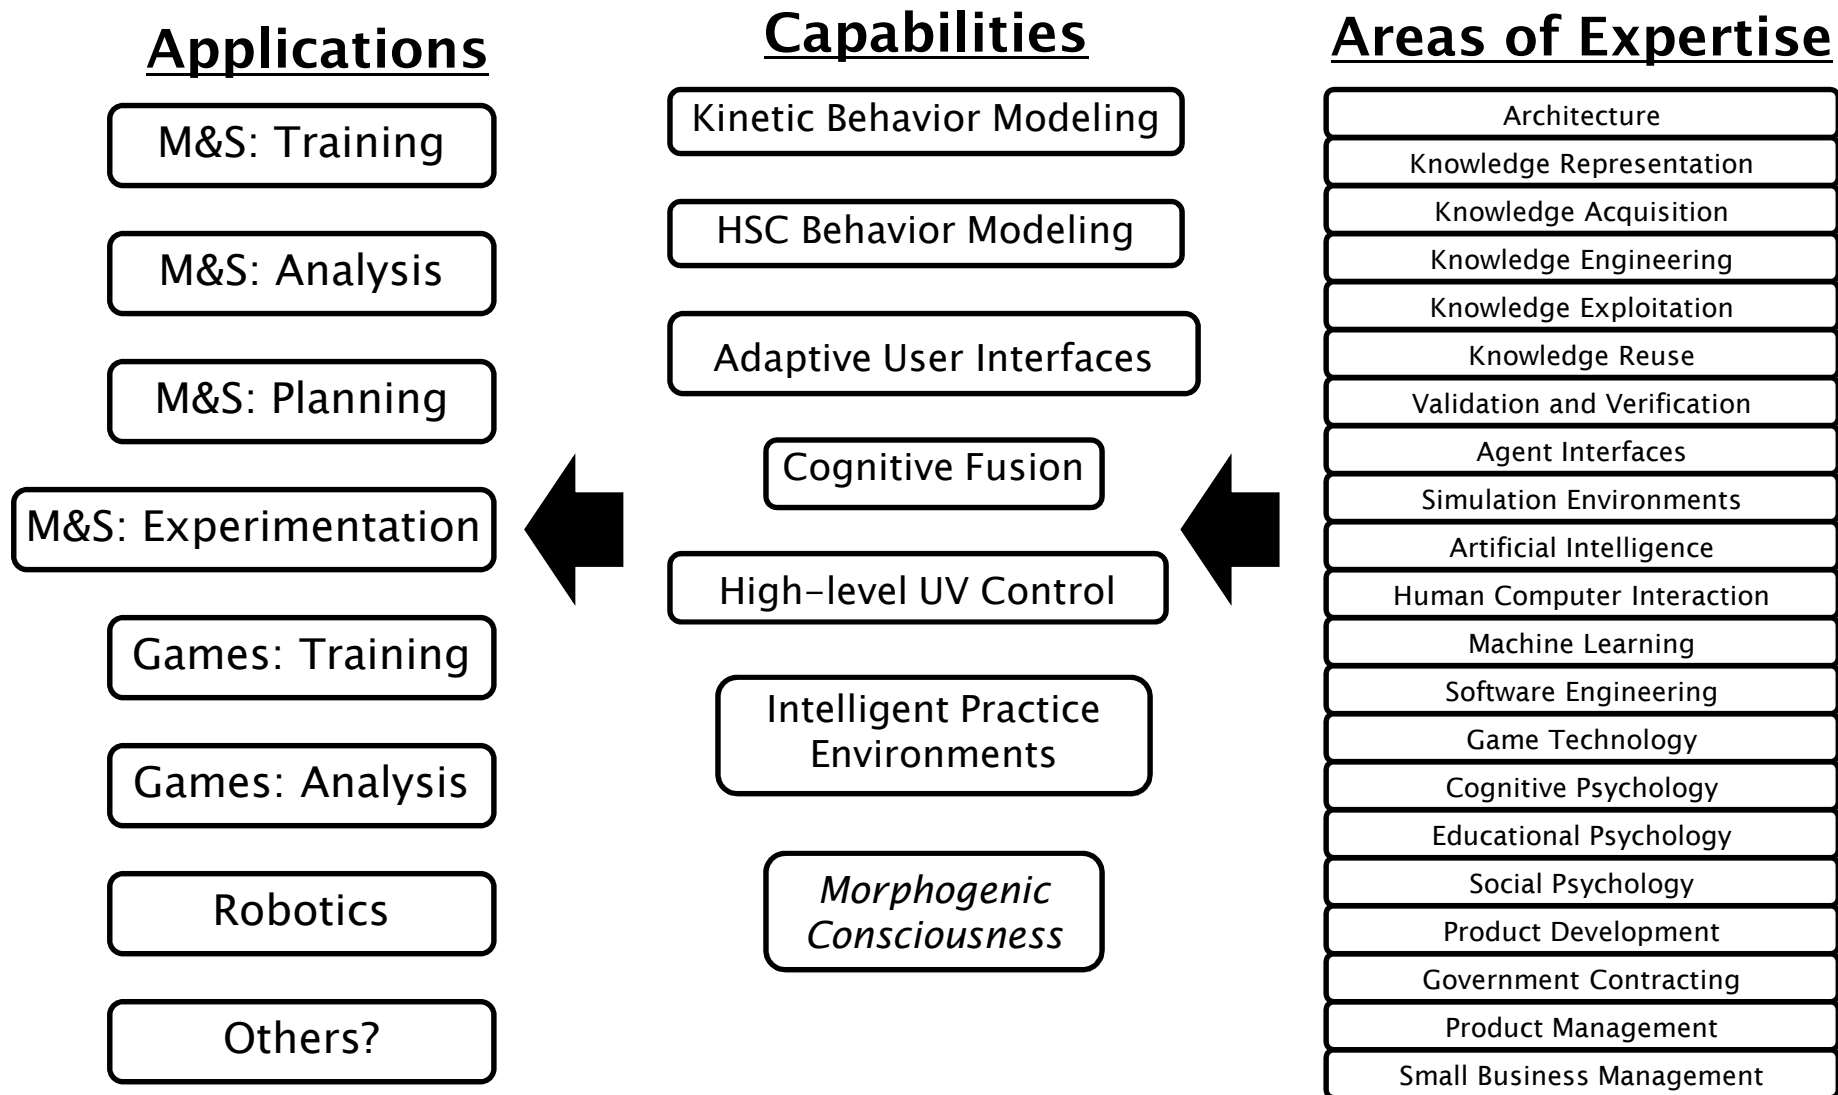 Applications
M&S: Training
M&S: Analysis
M&S: Planning
M&S: Experimentation
Games: Training
Games: Analysis
Robotics
Others?
Capabilities
Kinetic Behavior Modeling
HSC Behavior Modeling
Adaptive User Interfaces
Cognitive Fusion
High-level UV Control
Intelligent Practice
Environments
Morphogenic
Consciousness
Areas of Expertise
Architecture
Knowledge Representation
Knowledge Acquisition
Knowledge Engineering
Knowledge Exploitation
Knowledge Reuse
Validation and Verification
Agent Interfaces
Simulation Environments
Artificial Intelligence
Human Computer Interaction
Machine Learning
Software Engineering
Game Technology
Cognitive Psychology
Educational Psychology
Social Psychology
Product Development
Government Contracting
Product Management
Small Business Management